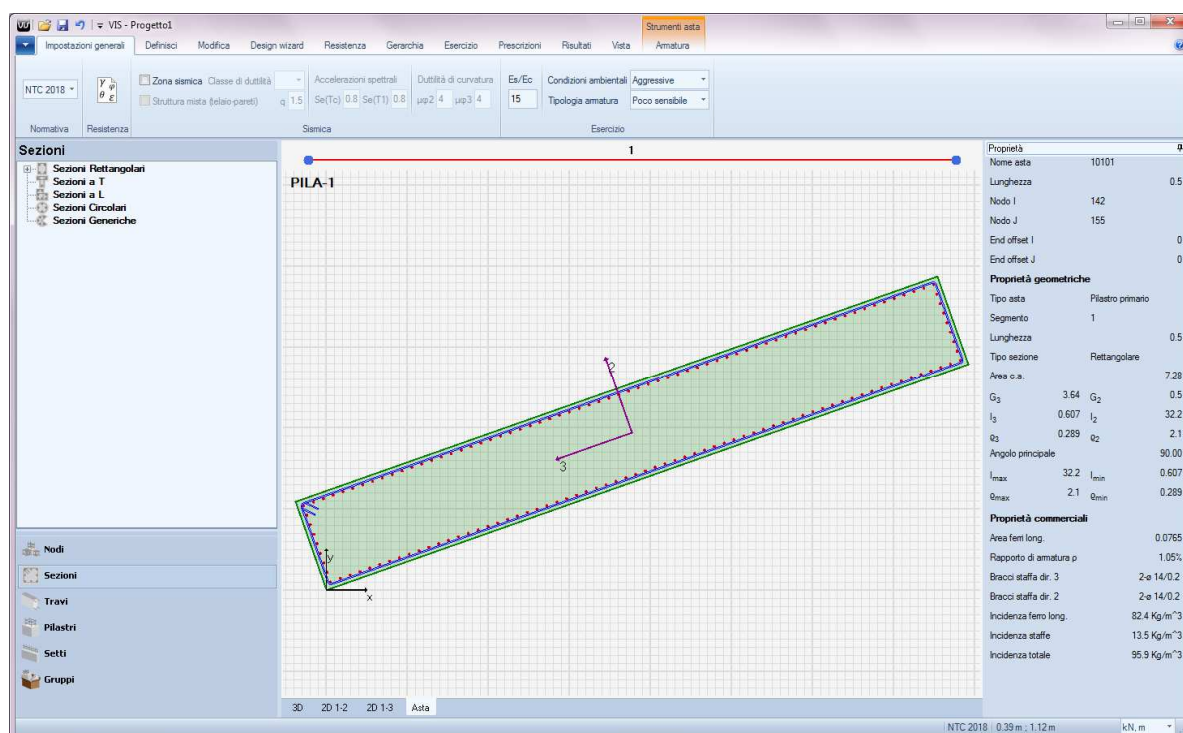 VIS - Progetto1
Strumenti asta
Impostazioni generali Definisci Modifica Design wizard Resistenza Gerarchia Esercizio Prescrizioni Risultati Vista Armatura
NTC 2018
γ φ
θ ε
Zona sismica Classe di duttilità Accelerazioni spettrali Duttilità di curvatura Es/Ec Condizioni ambientali Aggressive
Struttura mista (telaio-pareti) q 1.5 Se(Tc) 0.8 Se(T1) 0.8 μφ2 4 μφ3 4 15 Tipologia armatura Poco sensibile
Normativa Resistenza Sismica Esercizio
Sezioni
Sezioni Rettangolari
Sezioni a T
Sezioni a L
Sezioni Circolari
Sezioni Generiche
Nodi
Sezioni
Travi
Pilastri
Setti
Gruppi
1
PILA-1
2
3
y
x
3D 2D 1-2 2D 1-3 Asta
Proprietà
Nome asta 10101
Lunghezza 0.5
Nodo I 142
Nodo J 155
End offset I 0
End offset J 0
Proprietà geometriche
Tipo asta Pilastro primario
Segmento 1
Lunghezza 0.5
Tipo sezione Rettangolare
Area c.a. 7.28
G3 3.64 G2 0.5
I3 0.607 I2 32.2
ϱ3 0.289 ϱ2 2.1
Angolo principale 90.00
Imax 32.2 Imin 0.607
ϱmax 2.1 ϱmin 0.289
Proprietà commerciali
Area ferri long. 0.0765
Rapporto di armatura ρ 1.05%
Bracci staffa dir. 3 2-ø 14/0.2
Bracci staffa dir. 2 2-ø 14/0.2
Incidenza ferro long. 82.4 Kg/m^3
Incidenza staffe 13.5 Kg/m^3
Incidenza totale 95.9 Kg/m^3
NTC 2018 0.39 m ; 1.12 m kN, m